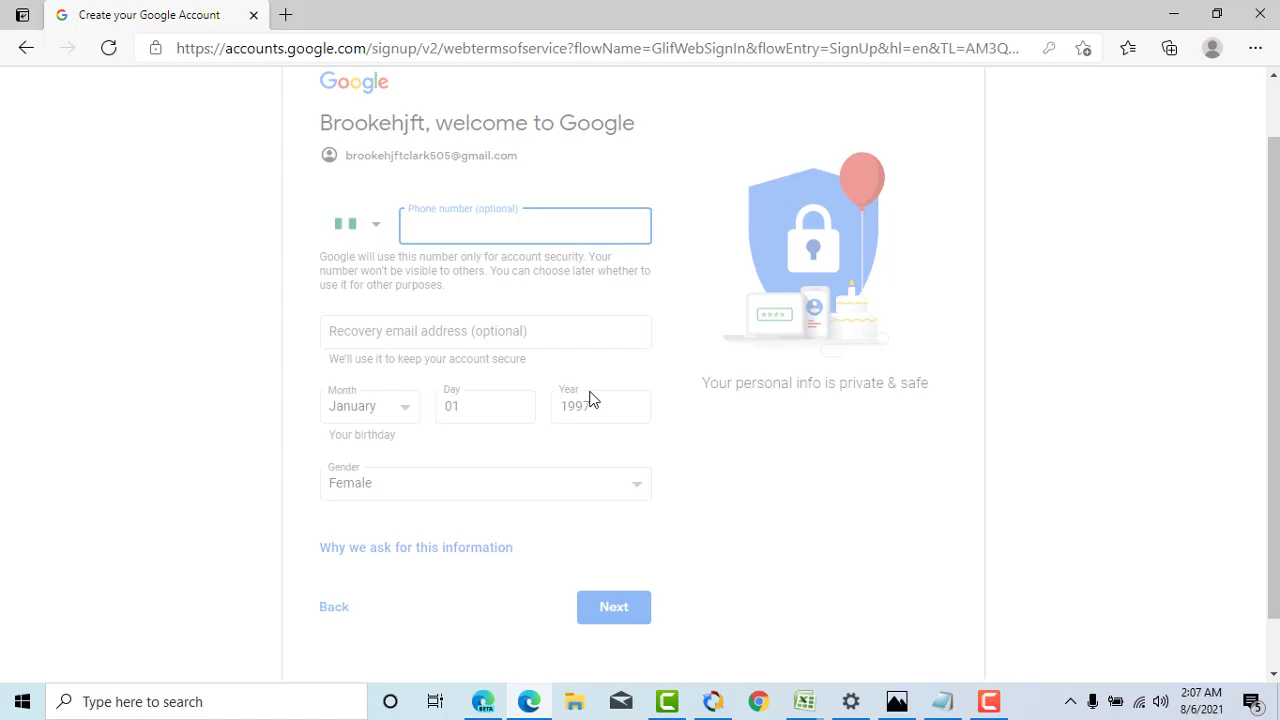 Create your Google Account
https://accounts.google.com/signup/v2/webtermsofservice?flowName=GlifWebSignIn&flowEntry=SignUp&hl=en&TL=AM3Q...
Google
Brookehjft, welcome to Google
brookehjftclark505@gmail.com
Phone number (optional)
Google will use this number only for account security. Your
number won't be visible to others. You can choose later whether to
use it for other purposes.
Recovery email address (optional)
We'll use it to keep your account secure
Month
January
Day
01
Year
1997
Your birthday
Gender
Female
Why we ask for this information
Back
Next
****
Your personal info is private & safe
Type here to search
BETA
2:07 AM
8/6/2021